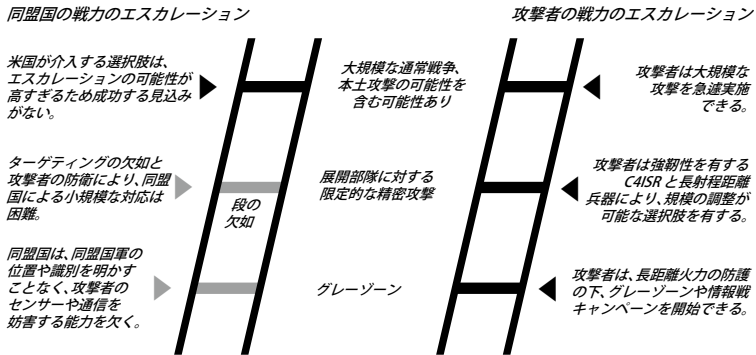 同盟国の戦力のエスカレーション
攻撃者の戦力のエスカレーション
米国が介入する選択肢は、
エスカレーションの可能性が
高すぎるため成功する見込み
がない。
大規模な通常戦争、
本土攻撃の可能性を
含む可能性あり
攻撃者は大規模な
攻撃を急遽実施
できる。
ターゲティングの欠如と
攻撃者の防衛により、同盟
国による小規模な対応は
困難。
段の
欠如
展開部隊に対する
限定的な精密攻撃
攻撃者は強靭性を有する
C4ISRと長射程距離
兵器により、規模の調整が
可能な選択肢を有する。
同盟国は、同盟国軍の
位置や識別を明かす
ことなく、攻撃者の
センサーや通信を
妨害する能力を欠く。
グレーゾーン
攻撃者は、長距離火力の防護
の下、グレーゾーンや情報戦
キャンペーンを開始できる。